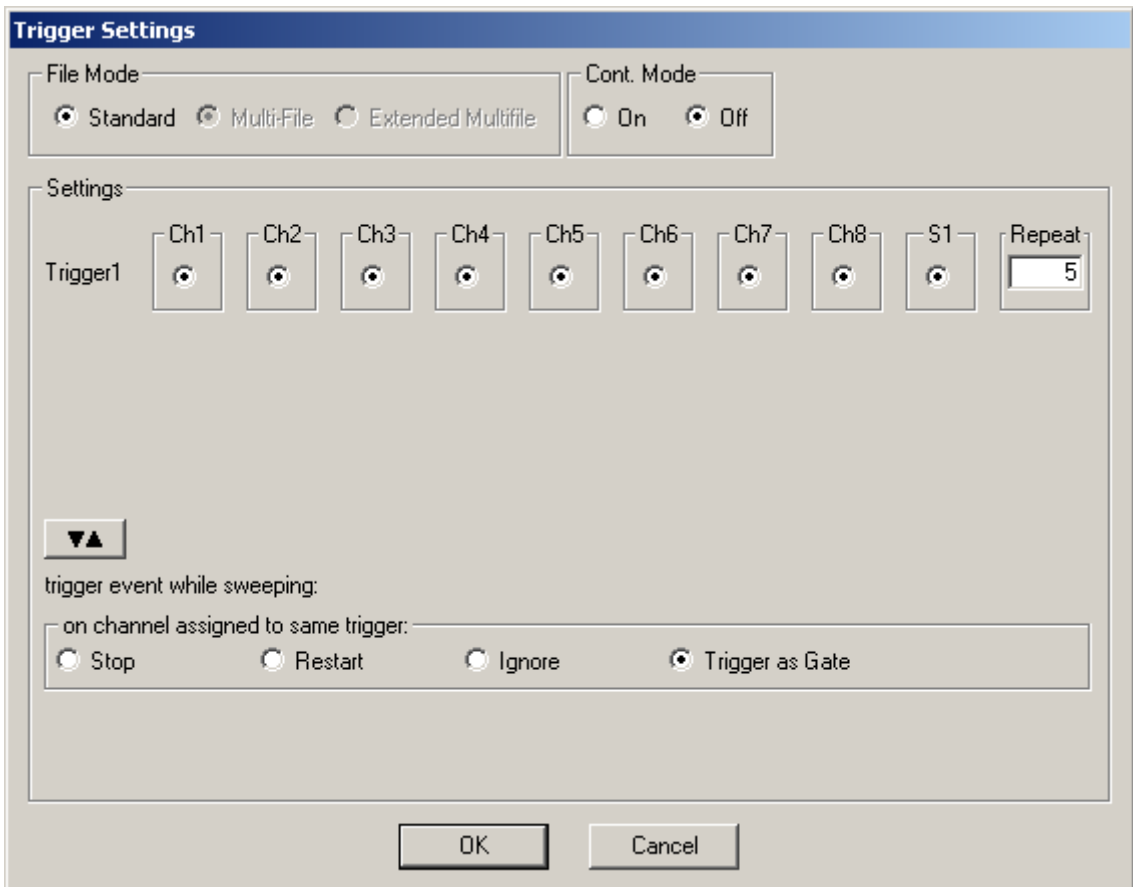 Trigger Settings
File Mode
Cont. Mode
Standard Multi-File Extended Multifile
On Off
Settings
Ch1 Ch2 Ch3 Ch4 Ch5 Ch6 Ch7 Ch8 S1 Repeat
Trigger1 5
trigger event while sweeping:
on channel assigned to same trigger:
Stop Restart Ignore Trigger as Gate
OK Cancel